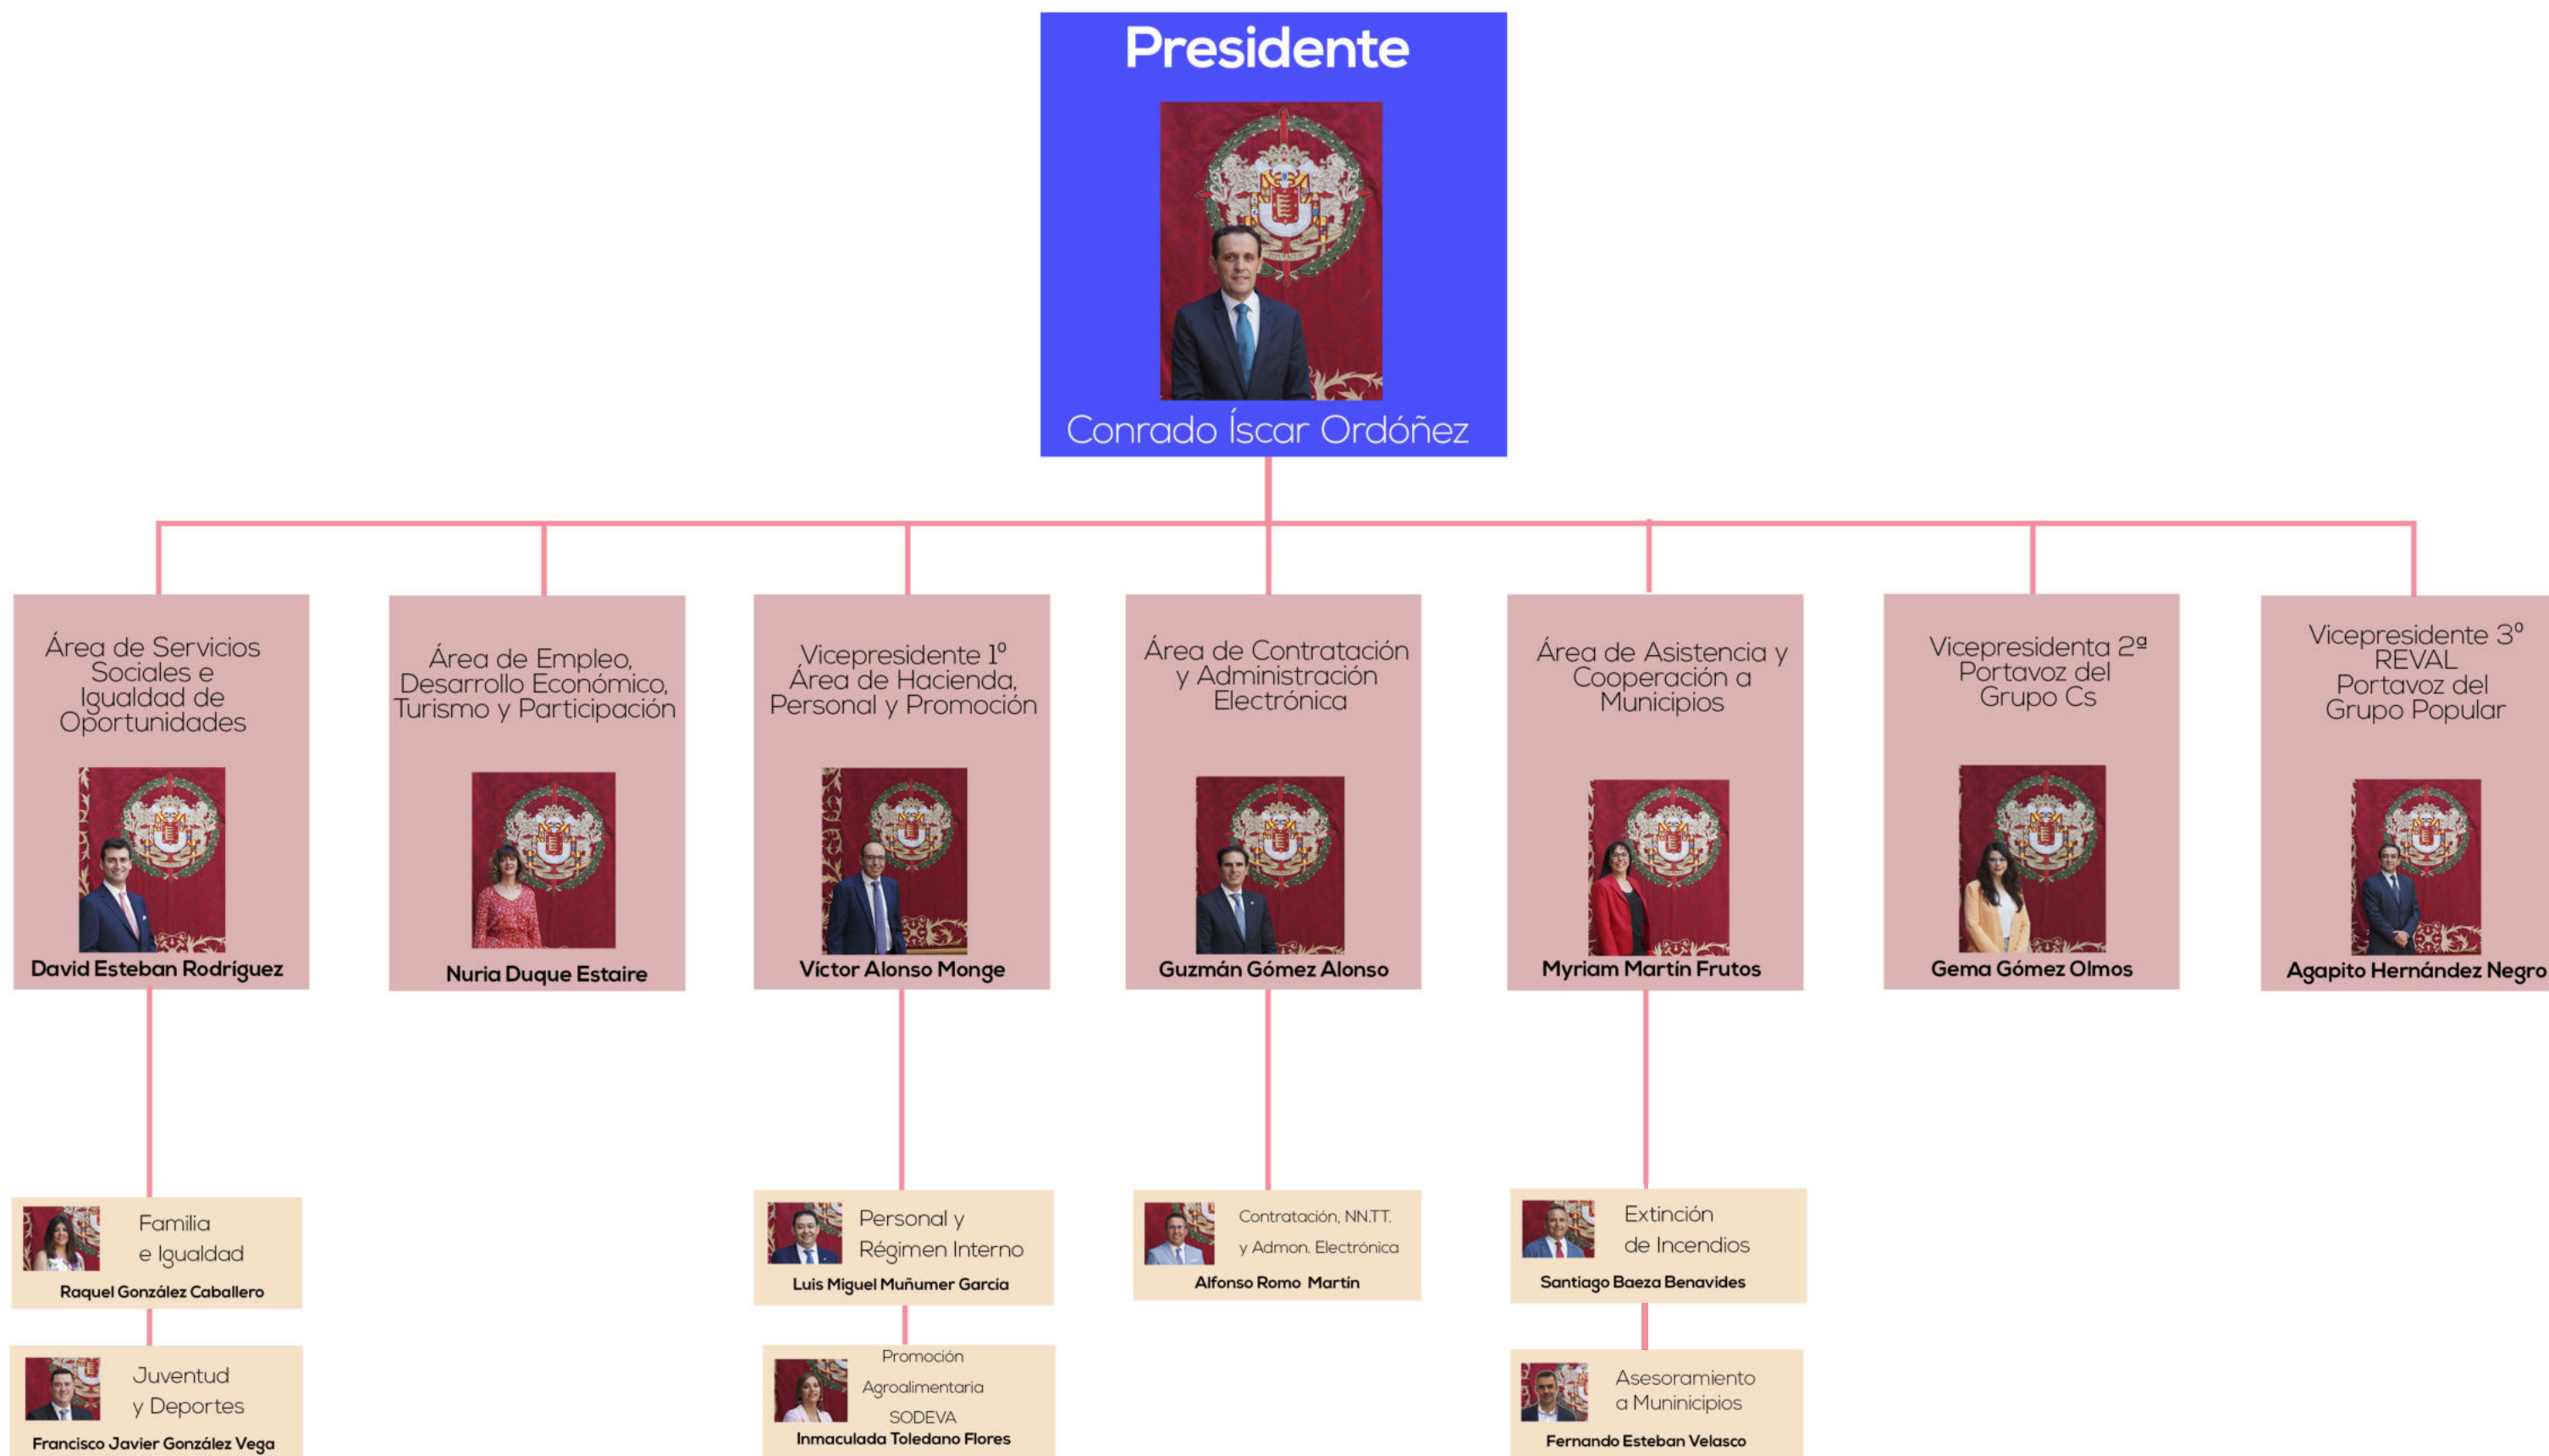 Presidente
Conrado Íscar Ordóñez
Área de Servicios
Sociales e
Igualdad de
Oportunidades
David Esteban Rodríguez
Área de Empleo,
Desarrollo Económico,
Turismo y Participación
Nuria Duque Estaire
Vicepresidente 1º
Área de Hacienda,
Personal y Promoción
Víctor Alonso Monge
Área de Contratación
y Administración
Electrónica
Guzmán Gómez Alonso
Área de Asistencia y
Cooperación a
Municipios
Myriam Martín Frutos
Vicepresidenta 2ª
Portavoz del
Grupo Cs
Gema Gómez Olmos
Vicepresidente 3º
REVAL
Portavoz del
Grupo Popular
Agapito Hernández Negro
Familia
e Igualdad
Raquel González Caballero
Juventud
y Deportes
Francisco Javier González Vega
Personal y
Régimen Interno
Luis Miguel Muñumer García
Promoción
Agroalimentaria
SODEVA
Inmaculada Toledano Flores
Contratación, NN.TT.
y Admon. Electrónica
Alfonso Romo Martín
Extinción
de Incendios
Santiago Baeza Benavides
Asesoramiento
a Muninicipios
Fernando Esteban Velasco